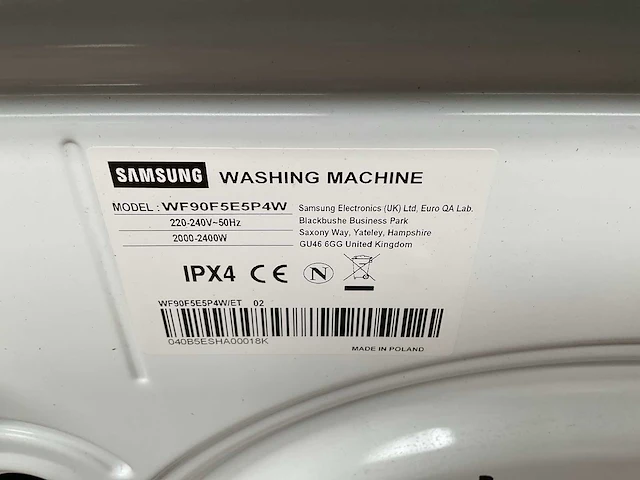 SAMSUNG WASHING MACHINE
MODEL : WF90F5E5P4W
220-240V~50Hz
2000-2400W
Samsung Electronics (UK) Ltd, Euro QA Lab.
Blackbushe Business Park
Saxony Way, Yateley, Hampshire
GU46 6GG United Kingdom
IPX4 CE N
WF90F5E5P4W/ET 02
040B5ESHA00018K
MADE IN POLAND